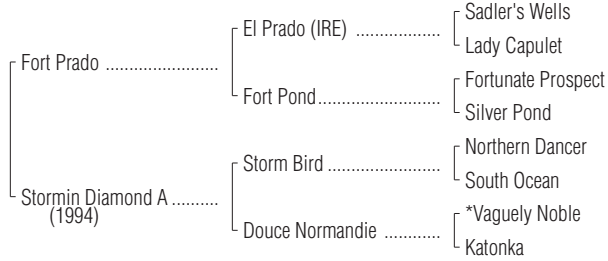 Sadler's Wells
El Prado (IRE) ..................
Lady Capulet
Fort Prado ........................
Fortunate Prospect
Fort Pond..........................
Silver Pond
Northern Dancer
Storm Bird ........................
South Ocean
Stormin Diamond A ..........
(1994)
*Vaguely Noble
Douce Normandie ............
Katonka